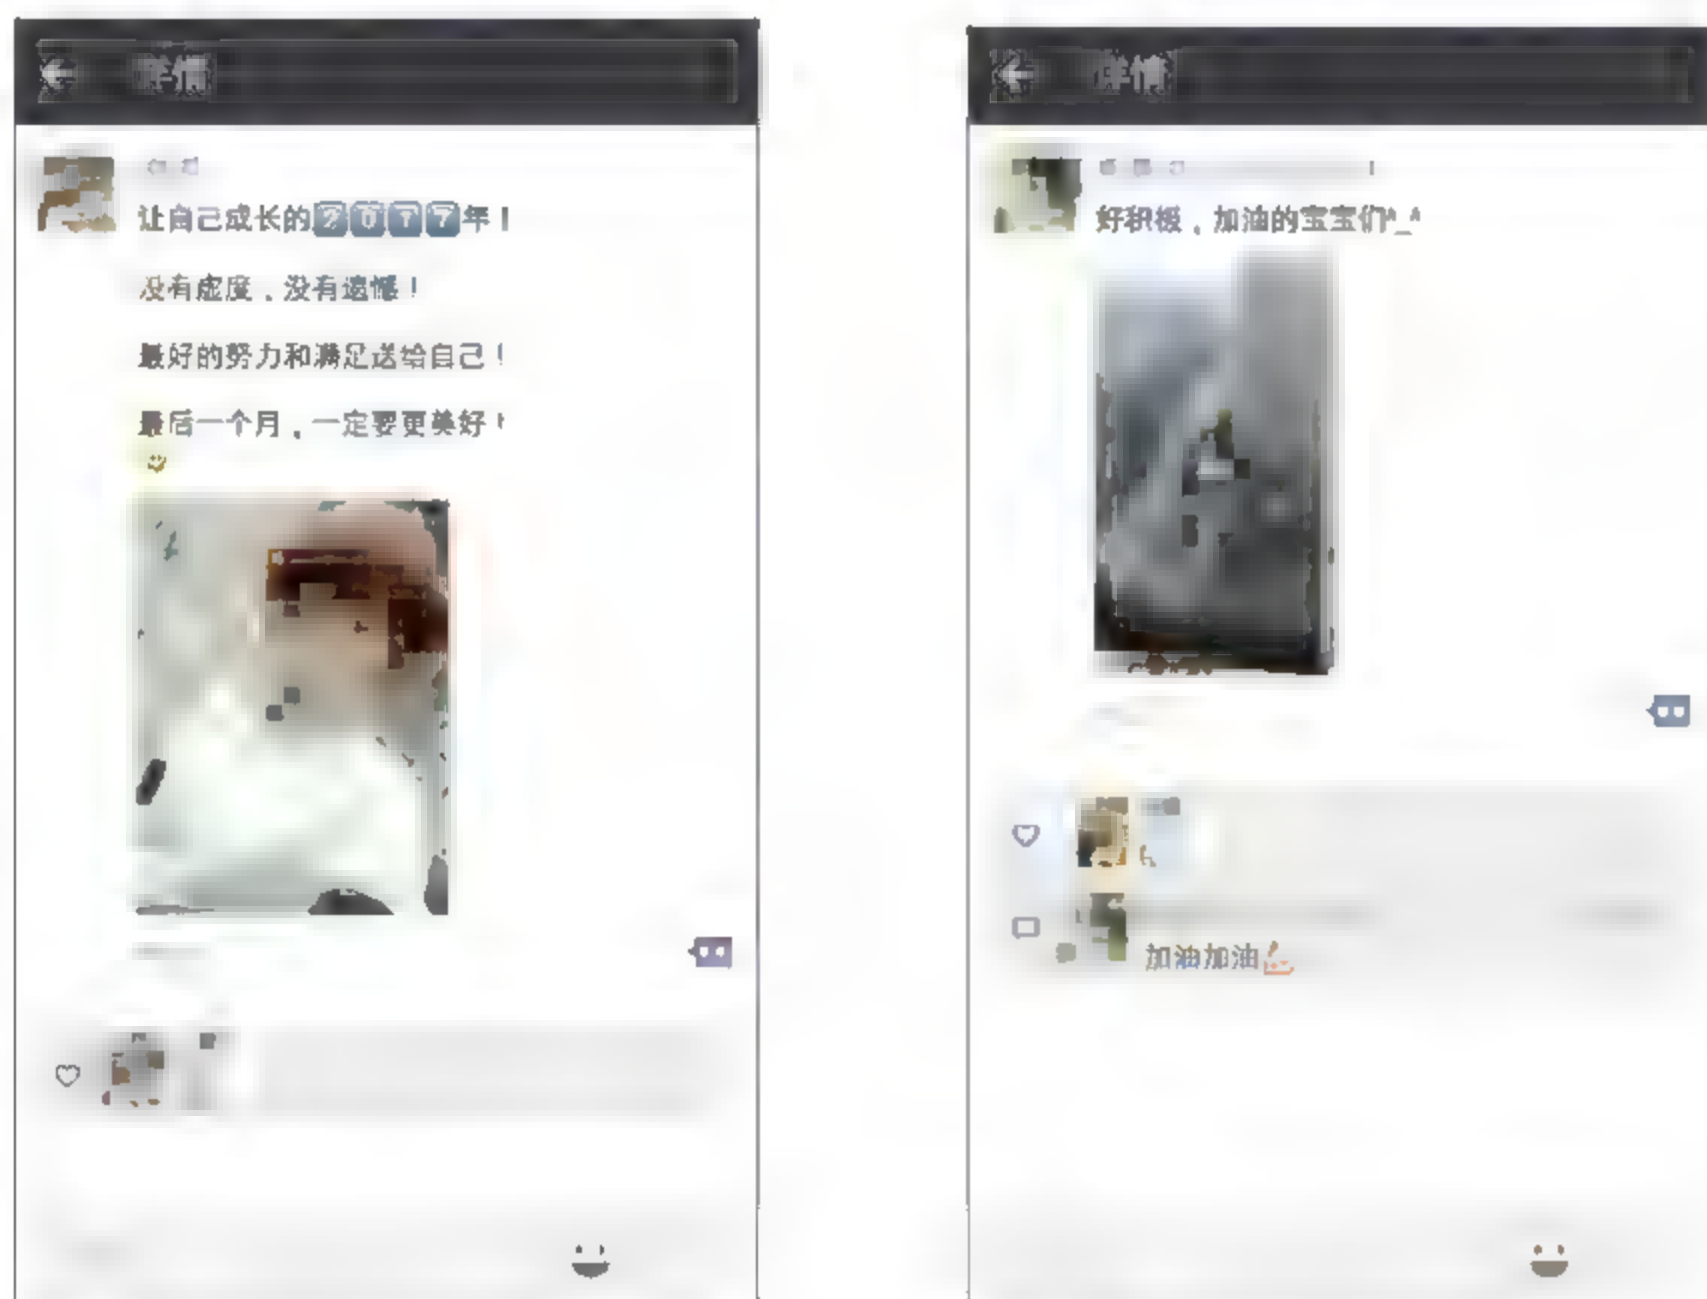 详情
让自己成长的2017年！
没有虚度，没有遗憾！
最好的努力和满足送给自己！
最后一个月，一定要更美好！
详情
好积极，加油的宝宝们^_^
加油加油